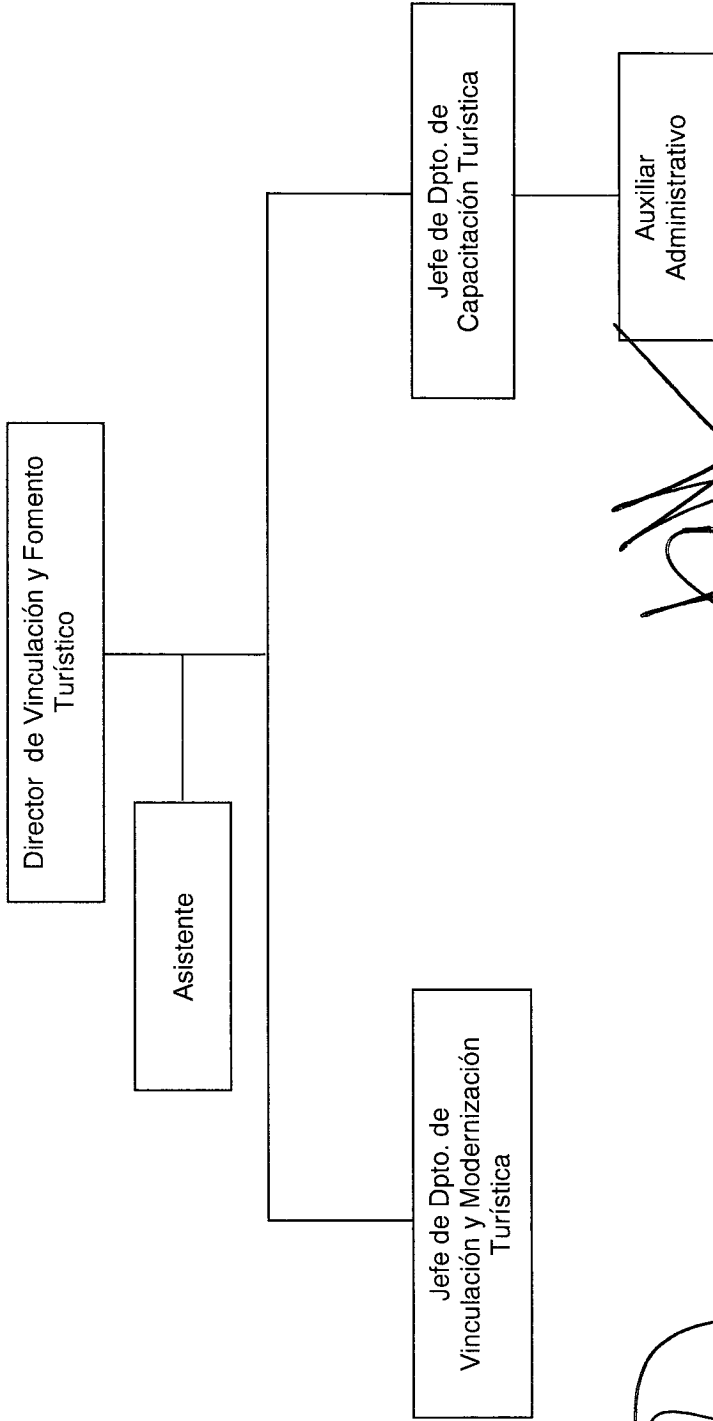 Director de Vinculación y Fomento
Turístico
Asistente
Jefe de Dpto. de
Vinculación y Modernización
Turística
Jefe de Dpto. de
Capacitación Turística
Auxiliar
Administrativo